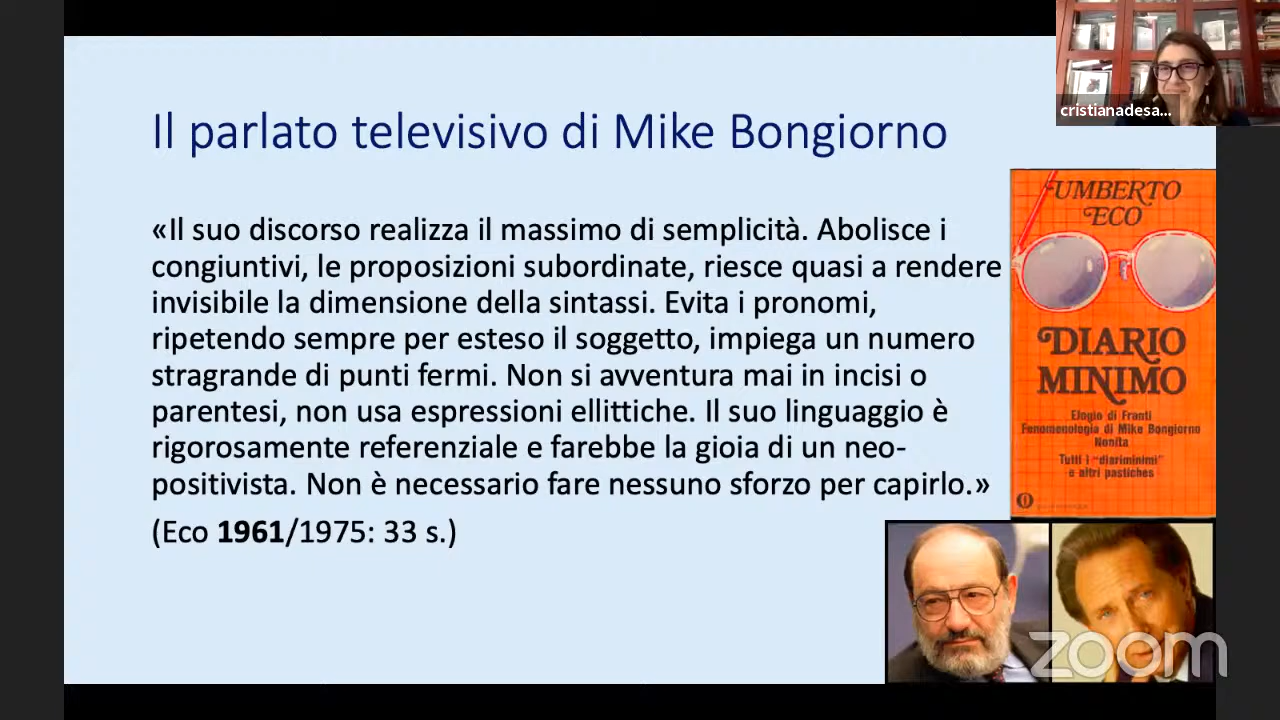 cristianadesa...
Il parlato televisivo di Mike Bongiorno
«Il suo discorso realizza il massimo di semplicità. Abolisce i
congiuntivi, le proposizioni subordinate, riesce quasi a rendere
invisibile la dimensione della sintassi. Evita i pronomi,
ripetendo sempre per esteso il soggetto, impiega un numero
stragrande di punti fermi. Non si avventura mai in incisi o
parentesi, non usa espressioni ellittiche. Il suo linguaggio è
rigorosamente referenziale e farebbe la gioia di un neo-
positivista. Non è necessario fare nessuno sforzo per capirlo.»
(Eco 1961/1975: 33 s.)
UMBERTO
ECO
DIARIO
MINIMO
Elogio di Franti
Fenomenologia di Mike Bongiorno
Nonita
Tutti i "diariminimi"
e altri pastiches
zoom